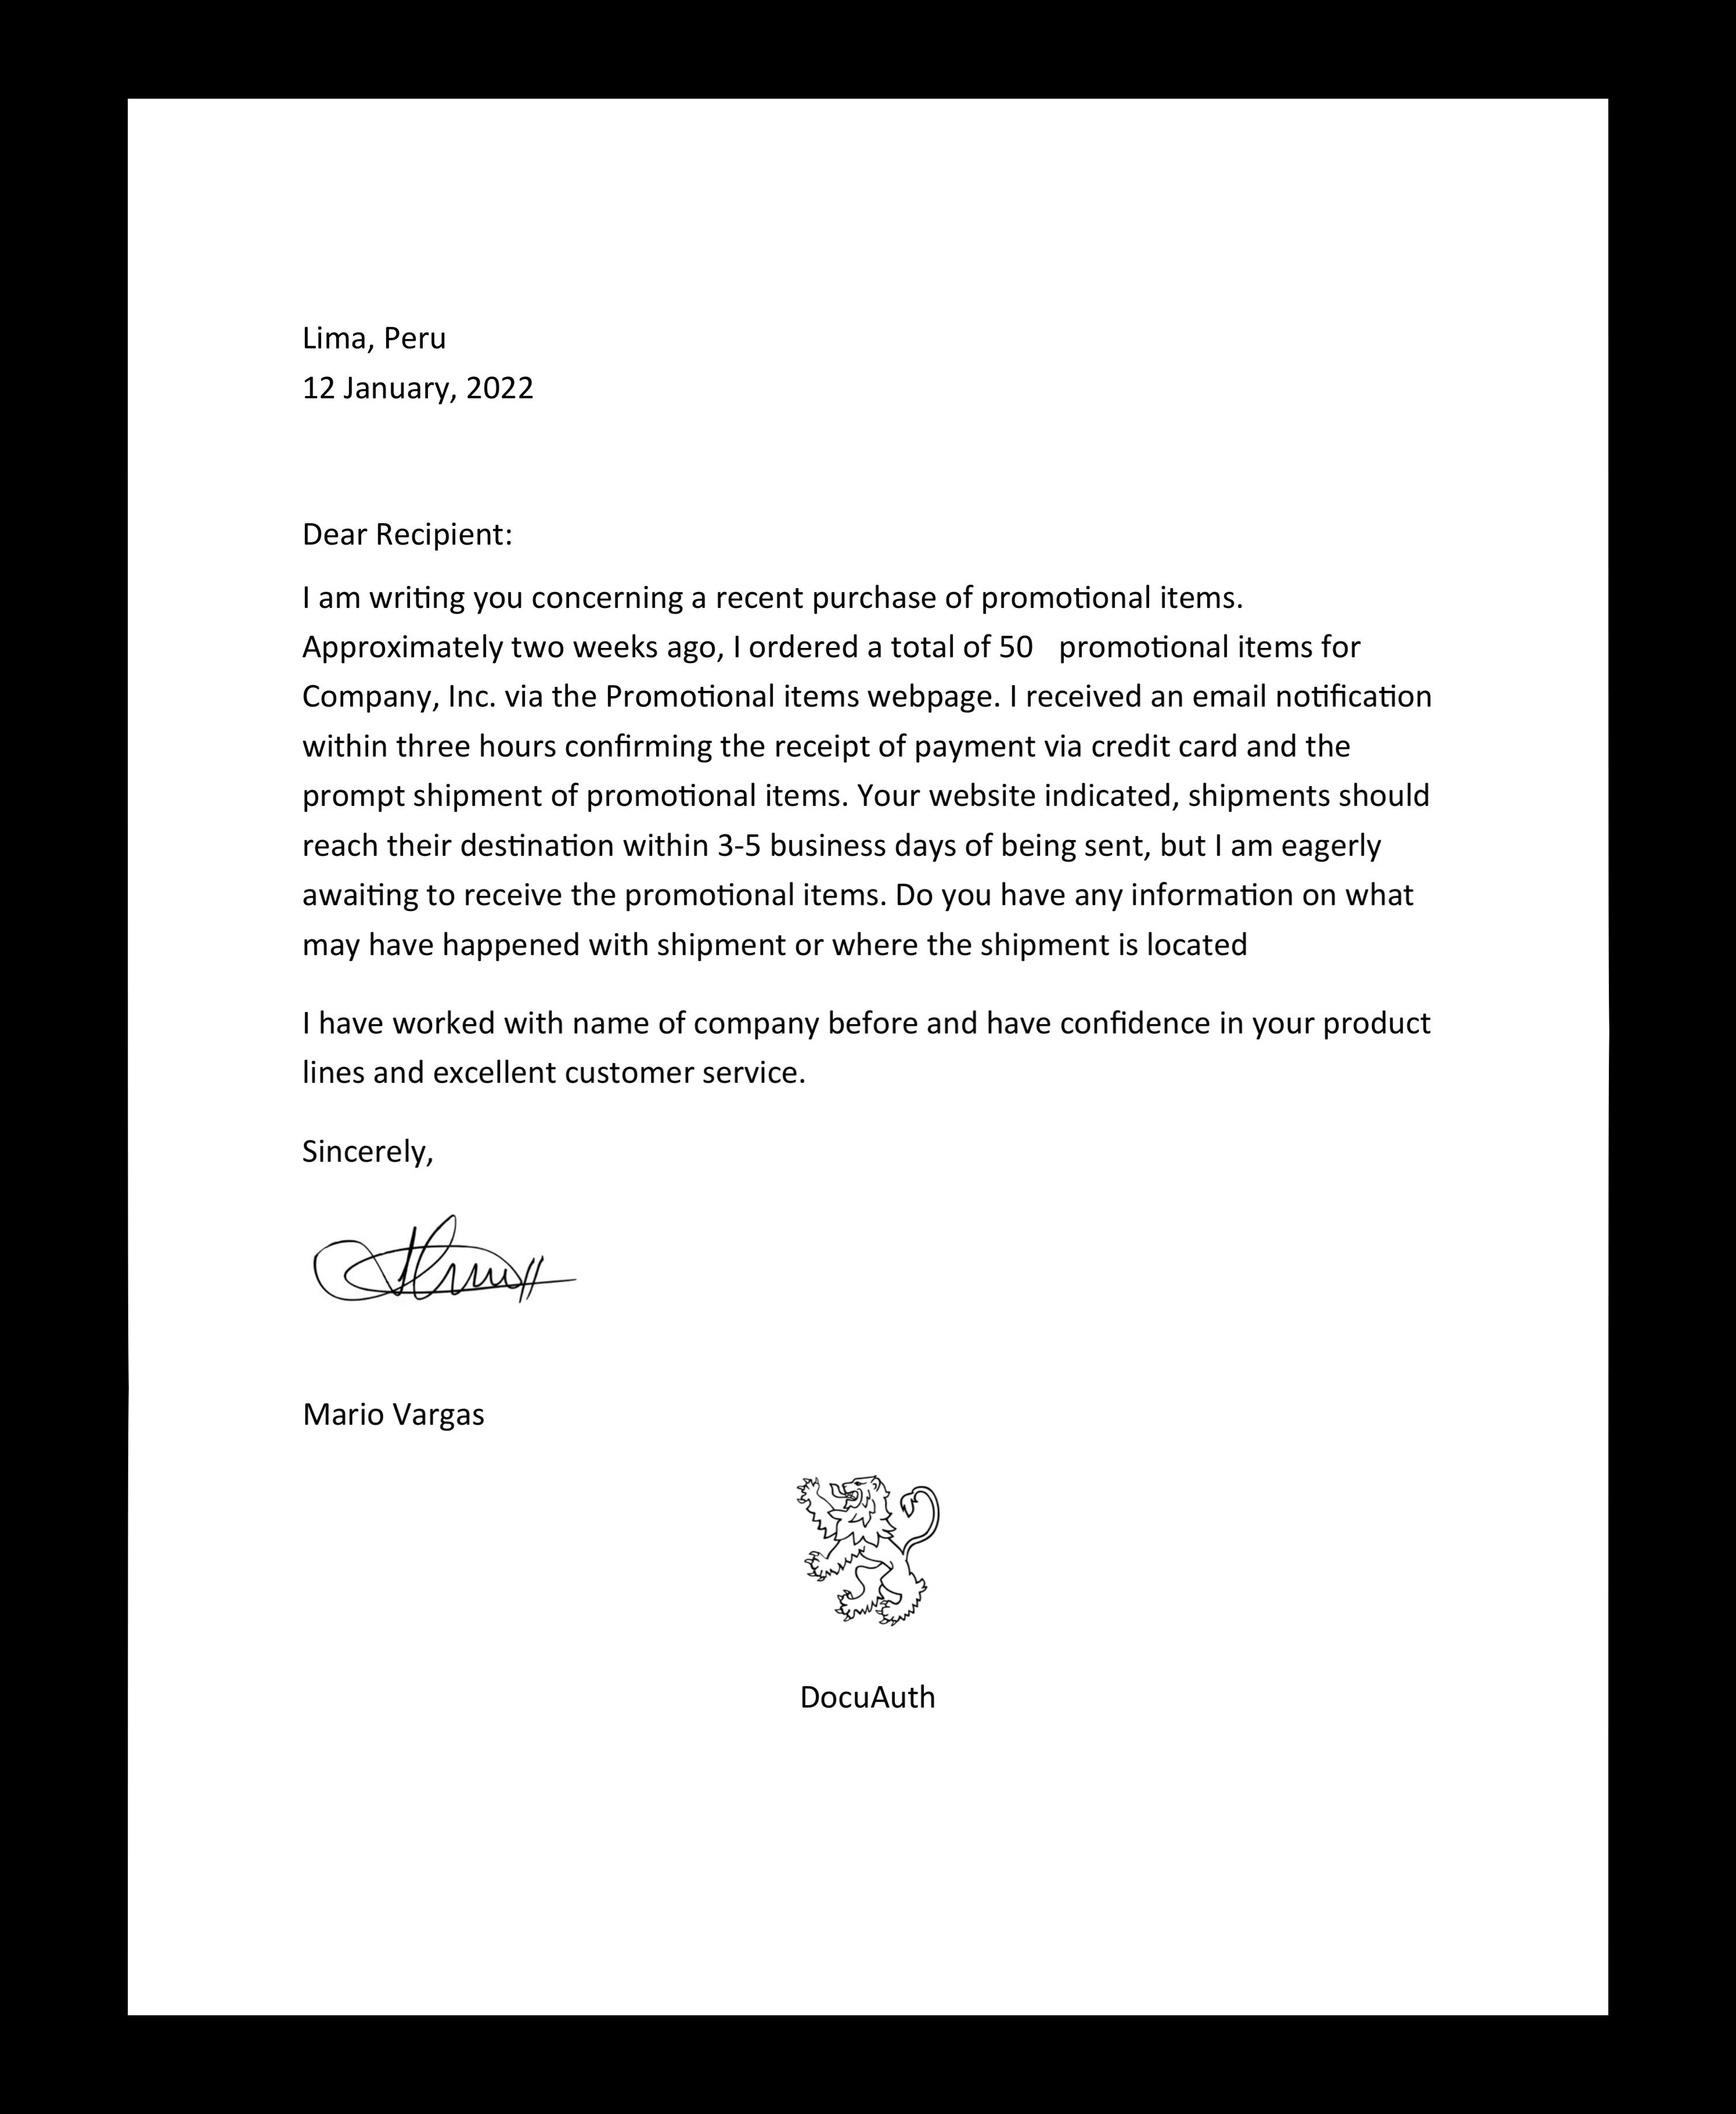 Lima, Peru
12 January, 2022
Dear Recipient:
I am writing you concerning a recent purchase of promotional items.
Approximately two weeks ago, I ordered a total of 50   promotional items for
Company, Inc. via the Promotional items webpage. I received an email notification
within three hours confirming the receipt of payment via credit card and the
prompt shipment of promotional items. Your website indicated, shipments should
reach their destination within 3-5 business days of being sent, but I am eagerly
awaiting to receive the promotional items. Do you have any information on what
may have happened with shipment or where the shipment is located
I have worked with name of company before and have confidence in your product
lines and excellent customer service.
Sincerely,
Mario Vargas
DocuAuth